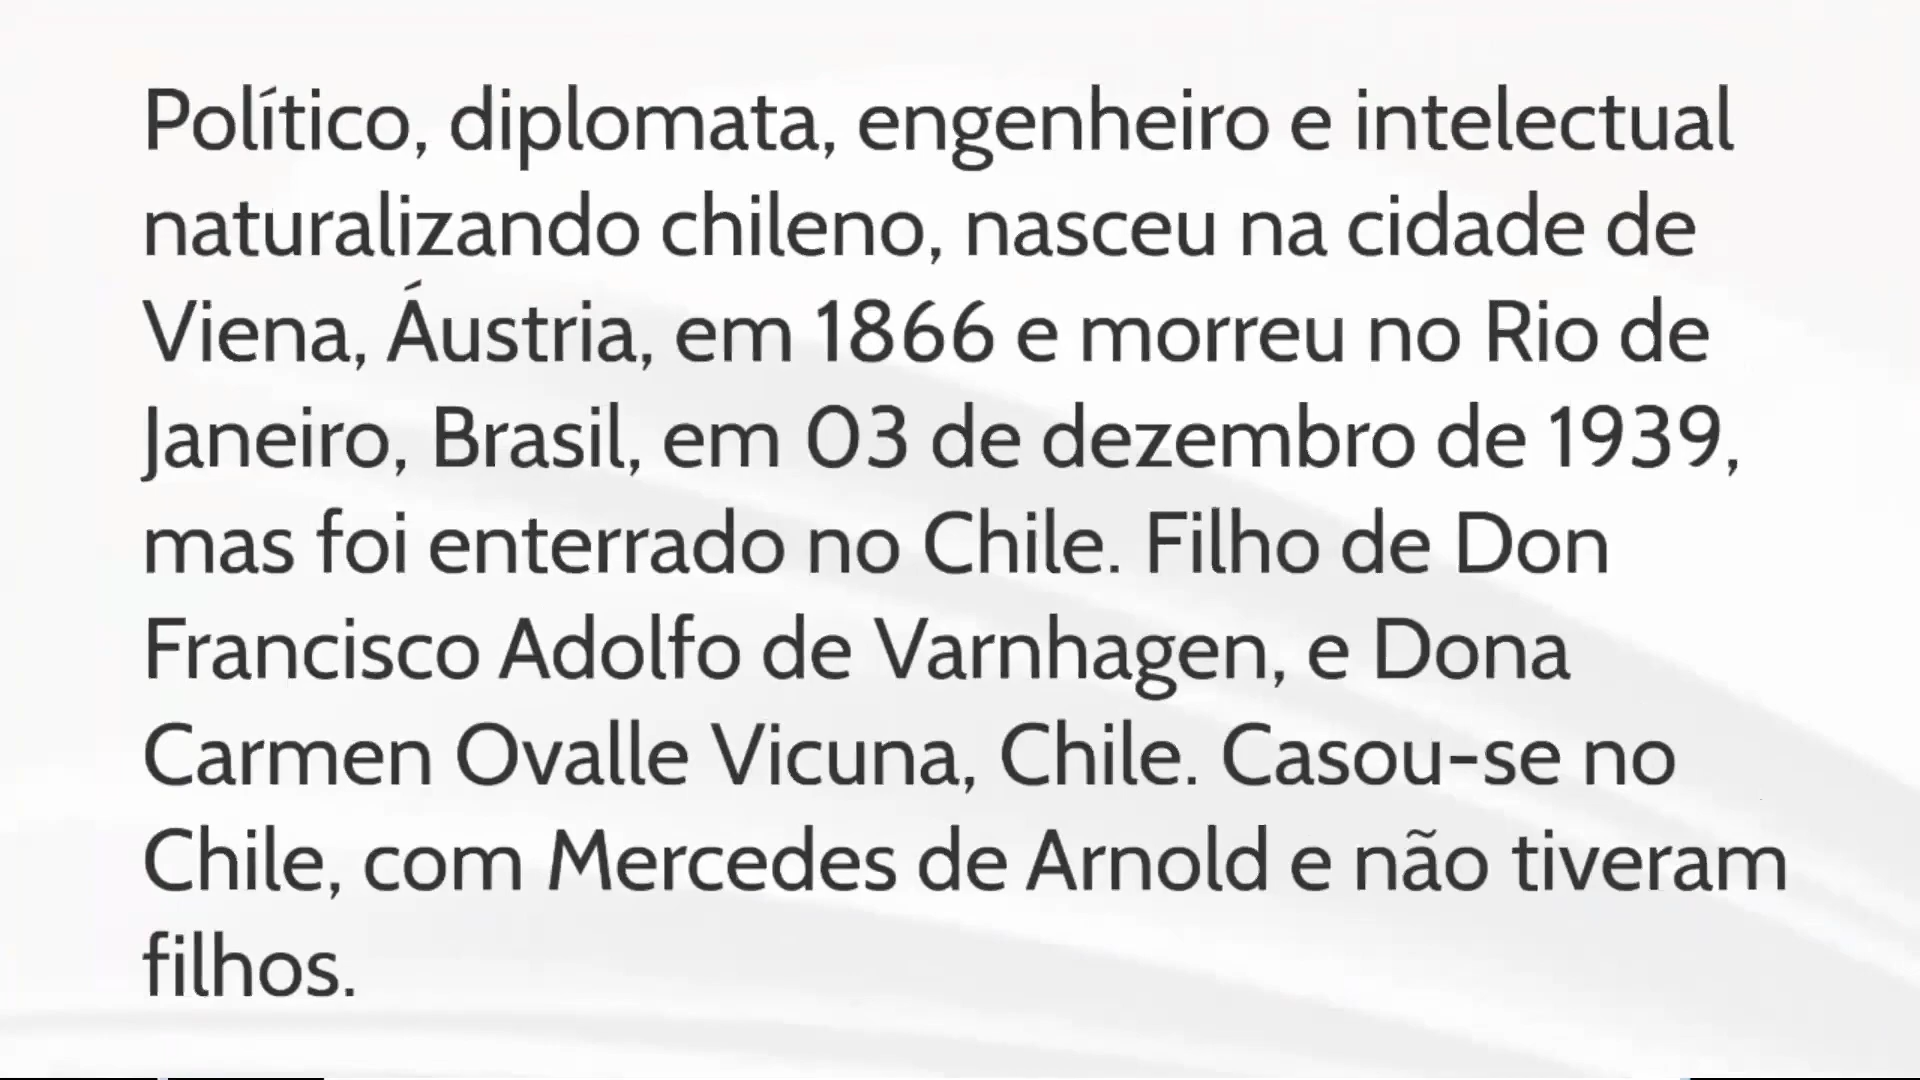 Político, diplomata, engenheiro e intelectual
naturalizando chileno, nasceu na cidade de
Viena, Áustria, em 1866 e morreu no Rio de
Janeiro, Brasil, em 03 de dezembro de 1939,
mas foi enterrado no Chile. Filho de Don
Francisco Adolfo de Varnhagen, e Dona
Carmen Ovalle Vicuna, Chile. Casou-se no
Chile, com Mercedes de Arnold e não tiveram
filhos.